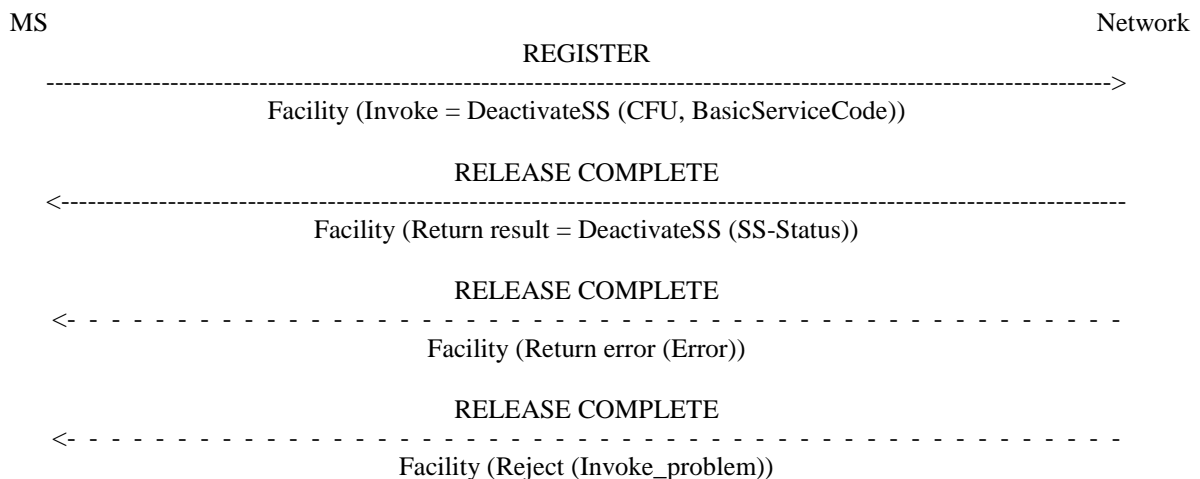 MS Network
REGISTER
Facility (Invoke = DeactivateSS (CFU, BasicServiceCode))
RELEASE COMPLETE
Facility (Return result = DeactivateSS (SS-Status))
RELEASE COMPLETE
Facility (Return error (Error))
RELEASE COMPLETE
Facility (Reject (Invoke_problem))